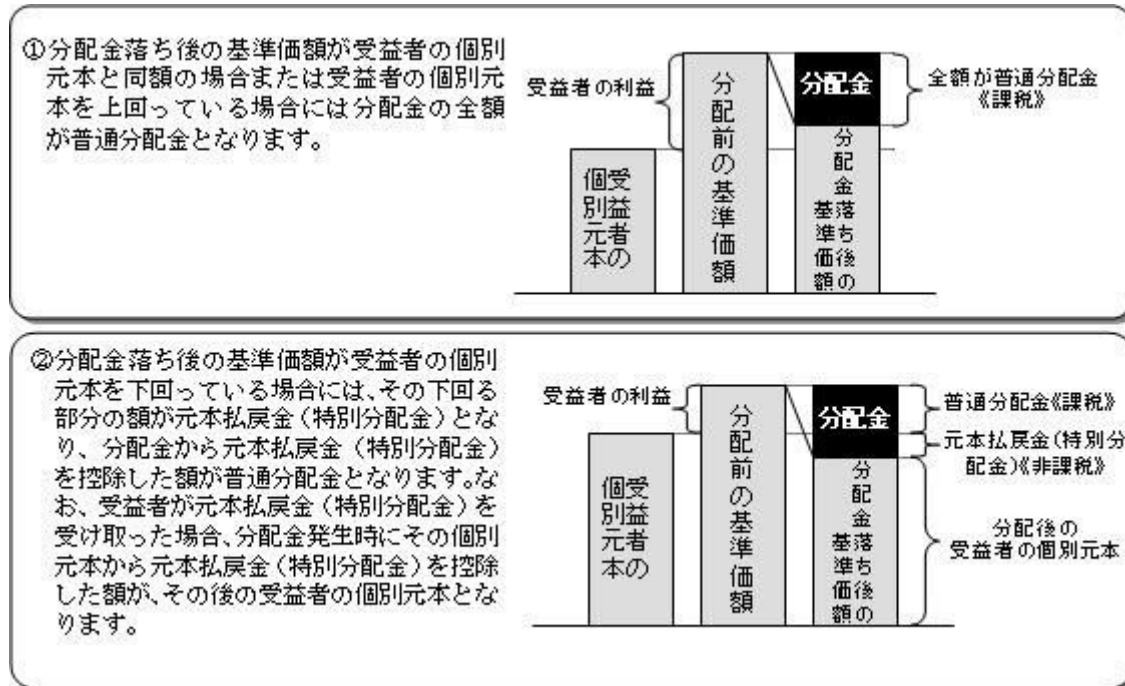 ①分配金落ち後の基準価額が受益者の個別
元本と同額の場合または受益者の個別元
本を上回っている場合には分配金の全額
が普通分配金となります。
受益者の利益
受益者の
個別元本
分配前の基準価額
分配金
分配金落ち後の
基準価額
全額が普通分配金
《課税》
②分配金落ち後の基準価額が受益者の個別
元本を下回っている場合には、その下回る
部分の額が元本払戻金（特別分配金）とな
り、分配金から元本払戻金（特別分配金）
を控除した額が普通分配金となります。な
お、受益者が元本払戻金（特別分配金）を
受け取った場合、分配金発生時にその個別
元本から元本払戻金（特別分配金）を控除
した額が、その後の受益者の個別元本とな
ります。
受益者の利益
受益者の
個別元本
分配前の基準価額
分配金
分配金落ち後の
基準価額
普通分配金《課税》
元本払戻金（特別分
配金）《非課税》
分配後の
受益者の個別元本